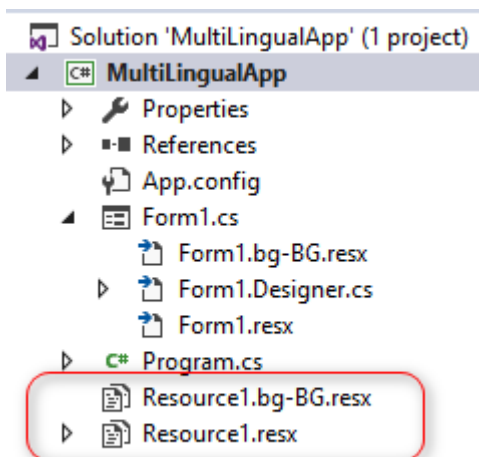 Solution 'MultiLingualApp' (1 project)
C# MultiLingualApp
Properties
References
App.config
Form1.cs
Form1.bg-BG.resx
Form1.Designer.cs
Form1.resx
C# Program.cs
Resource1.bg-BG.resx
Resource1.resx